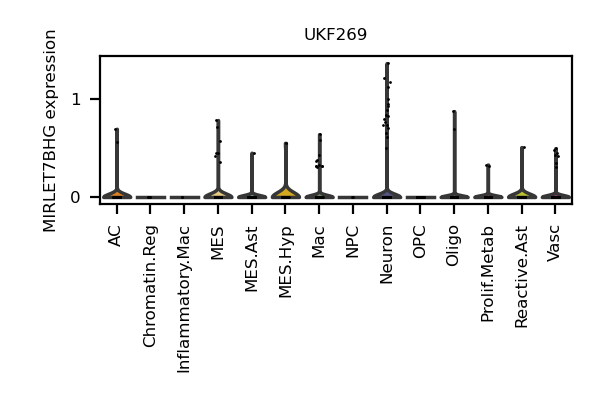 UKF269
MIRLET7BHG expression
1
0
AC
Chromatin.Reg
Inflammatory.Mac
MES
MES.Ast
MES.Hyp
Mac
NPC
Neuron
OPC
Oligo
Prolif.Metab
Reactive.Ast
Vasc